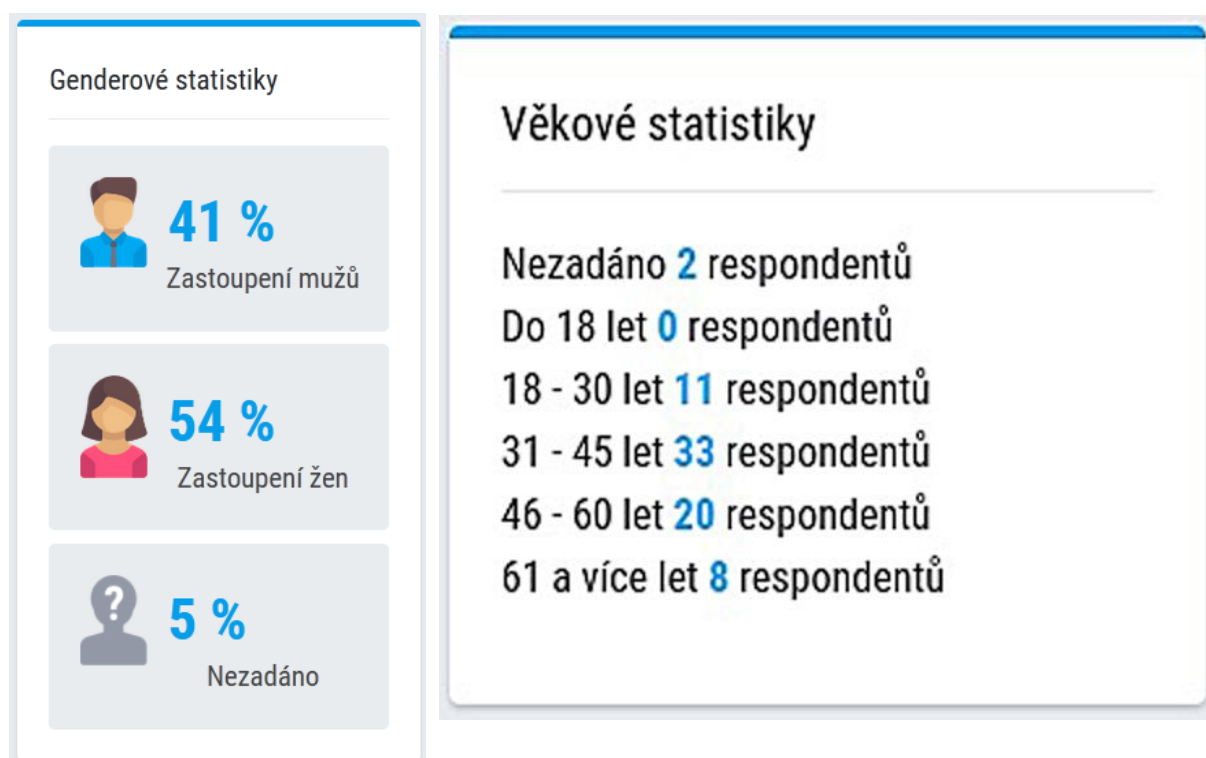 Genderové statistiky
41 %
Zastoupení mužů
54 %
Zastoupení žen
?
5 %
Nezadáno
Věkové statistiky
Nezadáno 2 respondentů
Do 18 let 0 respondentů
18 - 30 let 11 respondentů
31 - 45 let 33 respondentů
46 - 60 let 20 respondentů
61 a více let 8 respondentů